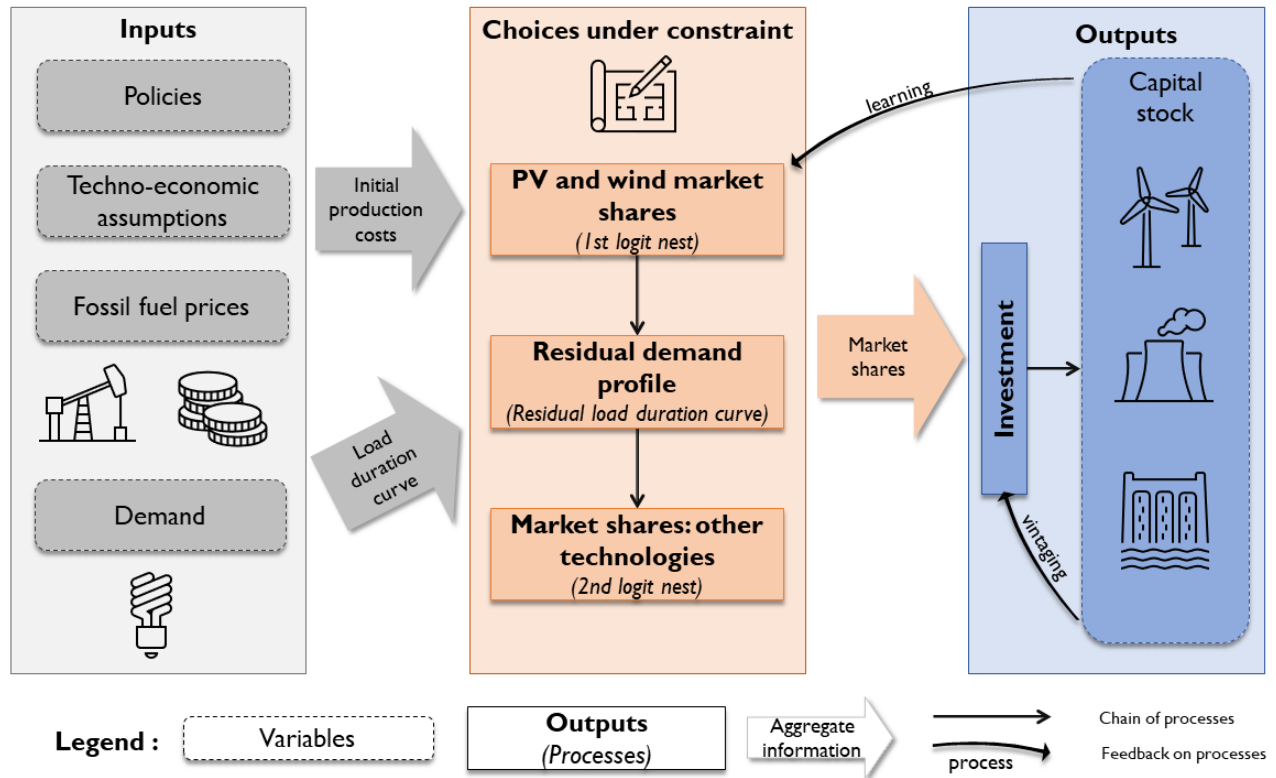 Inputs
Policies
Techno-economic
assumptions
Fossil fuel prices
Demand
Initial
production
costs
Load
duration
curve
Choices under constraint
PV and wind market
shares
(1st logit nest)
Residual demand
profile
(Residual load duration curve)
Market shares: other
technologies
(2nd logit nest)
learning
Market
shares
Outputs
Capital
stock
Investment
vintaging
Legend :
Variables
Outputs
(Processes)
Aggregate
information
Chain of processes
process
Feedback on processes